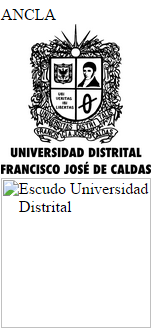 ANCLA
UNIVERSIDAD DISTRITAL
FRANCISCO JOSÉ DE CALDAS
Escudo Universidad
Distrital